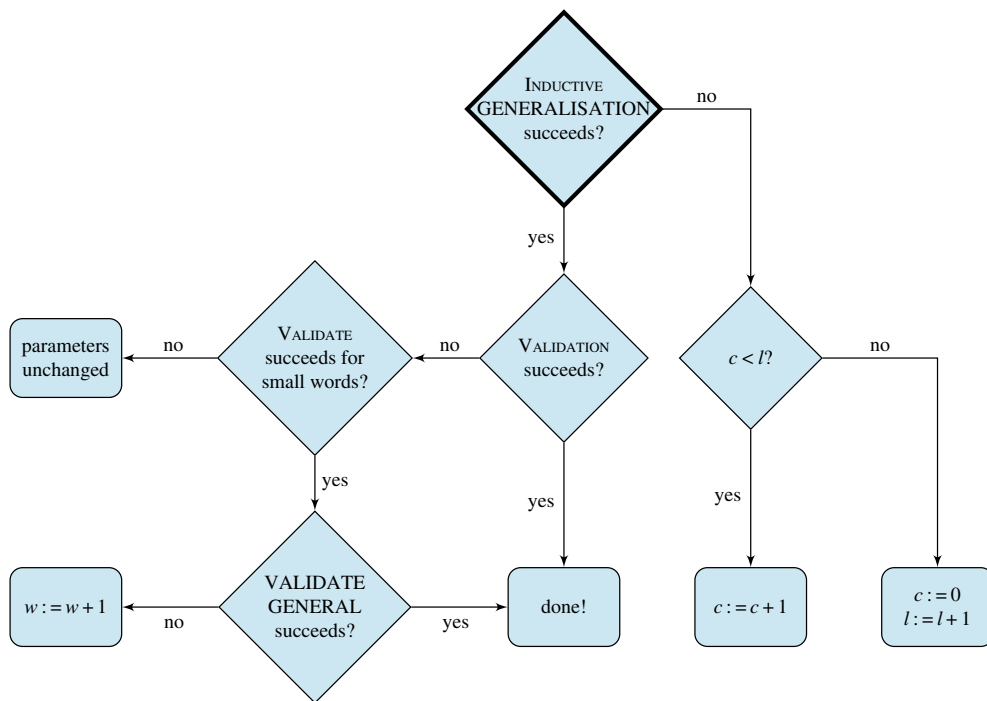 INDUCTIVE
GENERALISATION
succeeds?
no
yes
parameters
unchanged
no
VALIDATE
succeeds for
small words?
no
VALIDATION
succeeds?
c < l?
no
yes
yes
yes
w := w + 1
no
VALIDATE
GENERAL
succeeds?
yes
done!
c := c + 1
c := 0
l := l + 1